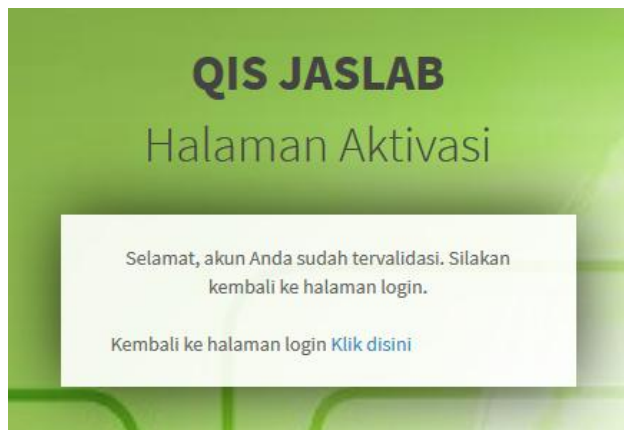 QIS JASLAB
Halaman Aktivasi
Selamat, akun Anda sudah tervalidasi. Silakan
kembali ke halaman login.
Kembali ke halaman login Klik disini